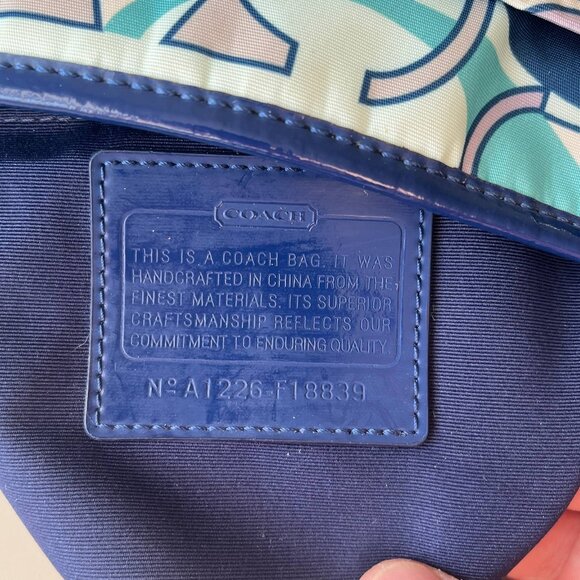 COACH
THIS IS A COACH BAG. IT WAS
HANDCRAFTED IN CHINA FROM THE
FINEST MATERIALS. ITS SUPERIOR
CRAFTSMANSHIP REFLECTS OUR
COMMITMENT TO ENDURING QUALITY.
Nº A1226-F18839